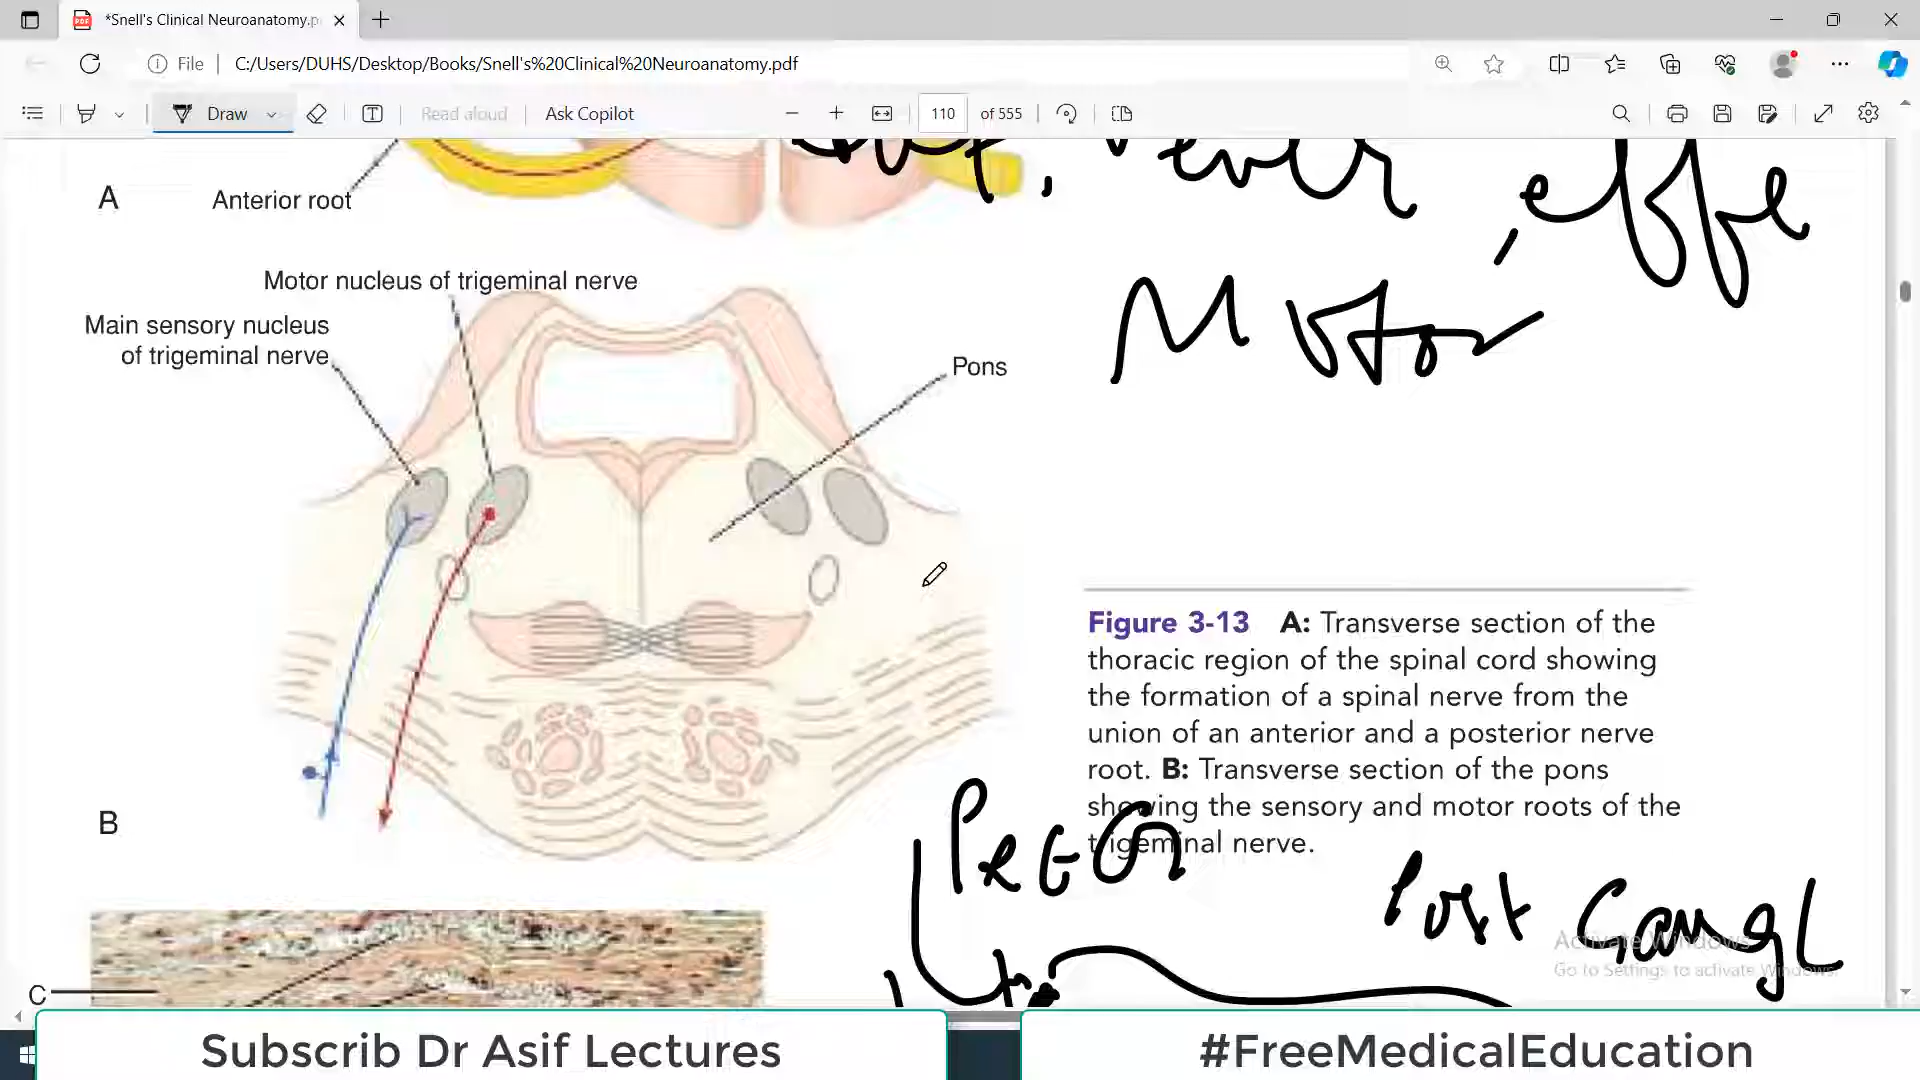 *Snell's Clinical Neuroanatomy.p
File
C:/Users/DUHS/Desktop/Books/Snell's%20Clinical%20Neuroanatomy.pdf
Draw
Read aloud
Ask Copilot
110 of 555
A
Anterior root
, effe
Motor
Motor nucleus of trigeminal nerve
Main sensory nucleus
of trigeminal nerve
Pons
Figure 3-13 A: Transverse section of the
thoracic region of the spinal cord showing
the formation of a spinal nerve from the
union of an anterior and a posterior nerve
root. B: Transverse section of the pons
showing the sensory and motor roots of the
trigeminal nerve.
B
PREG
Post Gangl
Activate Windows
Go to Settings to activate Windows.
C
Subscrib Dr Asif Lectures
#FreeMedicalEducation